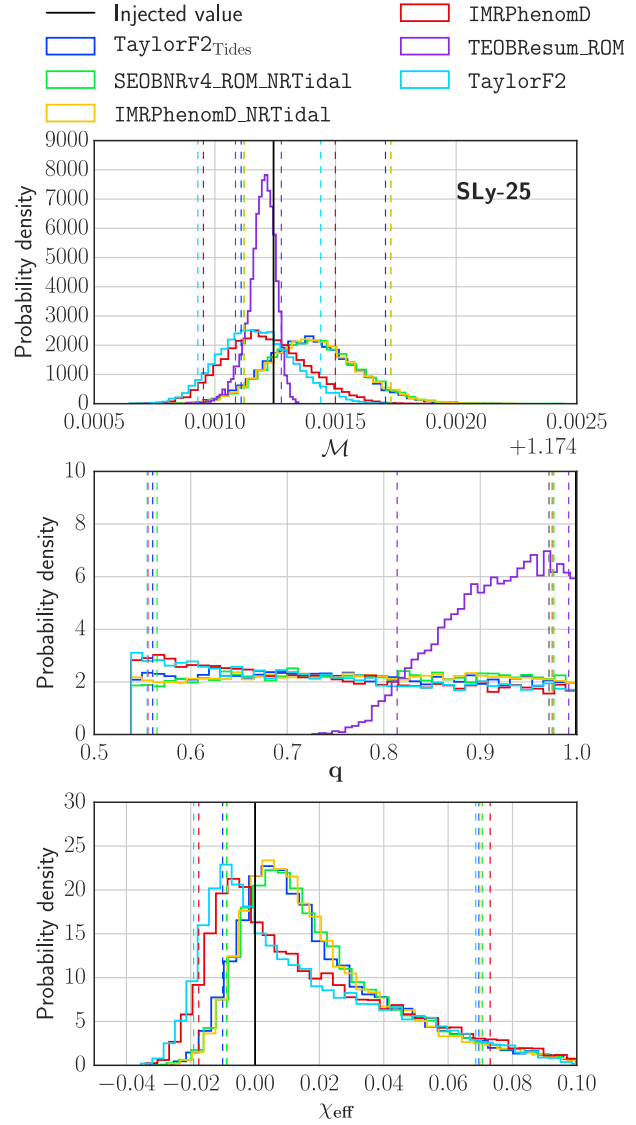 Injected value
IMRPhenomD
TaylorF2Tides
TEOBResum_ROM
SEOBNRv4_ROM_NRTidal
TaylorF2
IMRPhenomD_NRTidal
9000
8000
7000
6000
5000
4000
3000
2000
1000
0
Probability density
SLy-25
0.0005 0.0010 0.0015 0.0020 0.0025
ℳ
+1.174
10
8
6
4
2
0
Probability density
0.5 0.6 0.7 0.8 0.9 1.0
q
30
25
20
15
10
5
0
Probability density
−0.04 −0.02 0.00 0.02 0.04 0.06 0.08 0.10
χeff